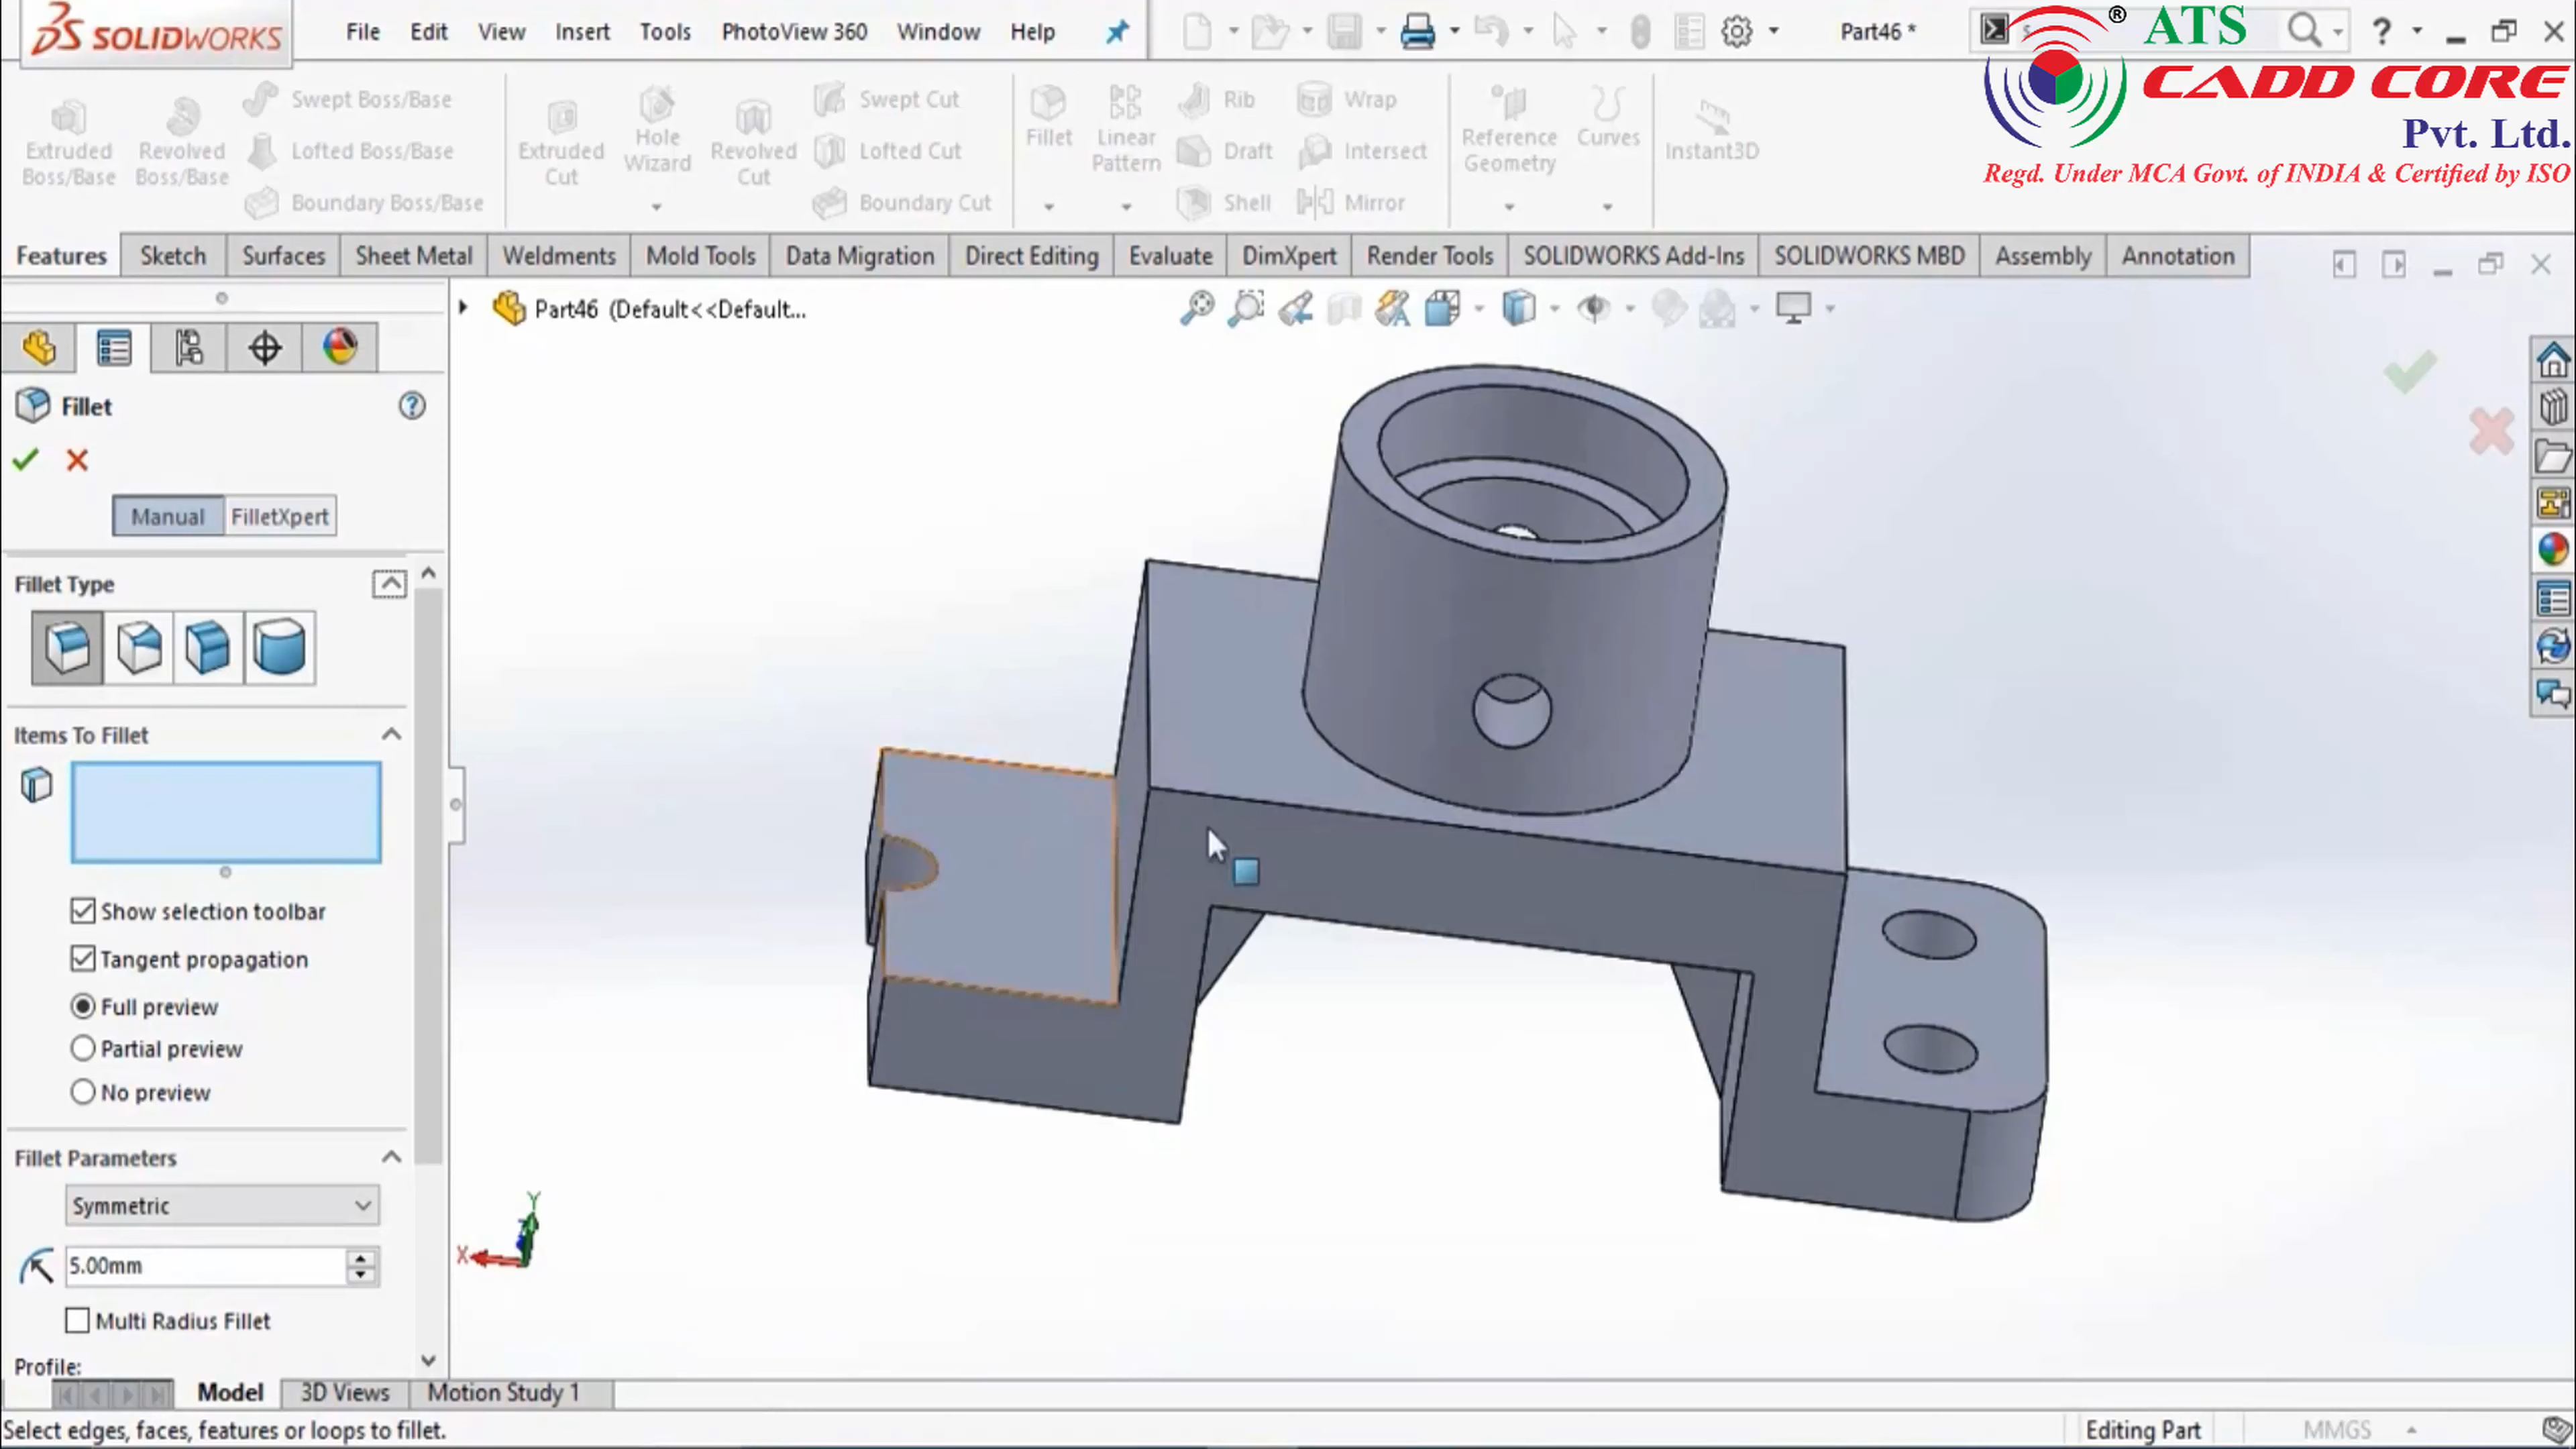 SOLIDWORKS
File Edit View Insert Tools PhotoView 360 Window Help
Part46 *
?
®
ATS
CADD CORE
Pvt. Ltd.
Regd. Under MCA Govt. of INDIA & Certified by ISO
Extruded Boss/Base
Revolved Boss/Base
Swept Boss/Base
Lofted Boss/Base
Boundary Boss/Base
Extruded Cut
Hole Wizard
Revolved Cut
Swept Cut
Lofted Cut
Boundary Cut
Fillet
Linear Pattern
Rib
Draft
Shell
Wrap
Intersect
Mirror
Reference Geometry
Curves
Instant3D
Features Sketch Surfaces Sheet Metal Weldments Mold Tools Data Migration Direct Editing Evaluate DimXpert Render Tools SOLIDWORKS Add-Ins SOLIDWORKS MBD Assembly Annotation
Part46 (Default<<Default...
Fillet
Manual FilletXpert
Fillet Type
Items To Fillet
Show selection toolbar
Tangent propagation
Full preview
Partial preview
No preview
Fillet Parameters
Symmetric
5.00mm
Multi Radius Fillet
Profile:
Y
X
Model 3D Views Motion Study 1
Select edges, faces, features or loops to fillet.
Editing Part
MMGS